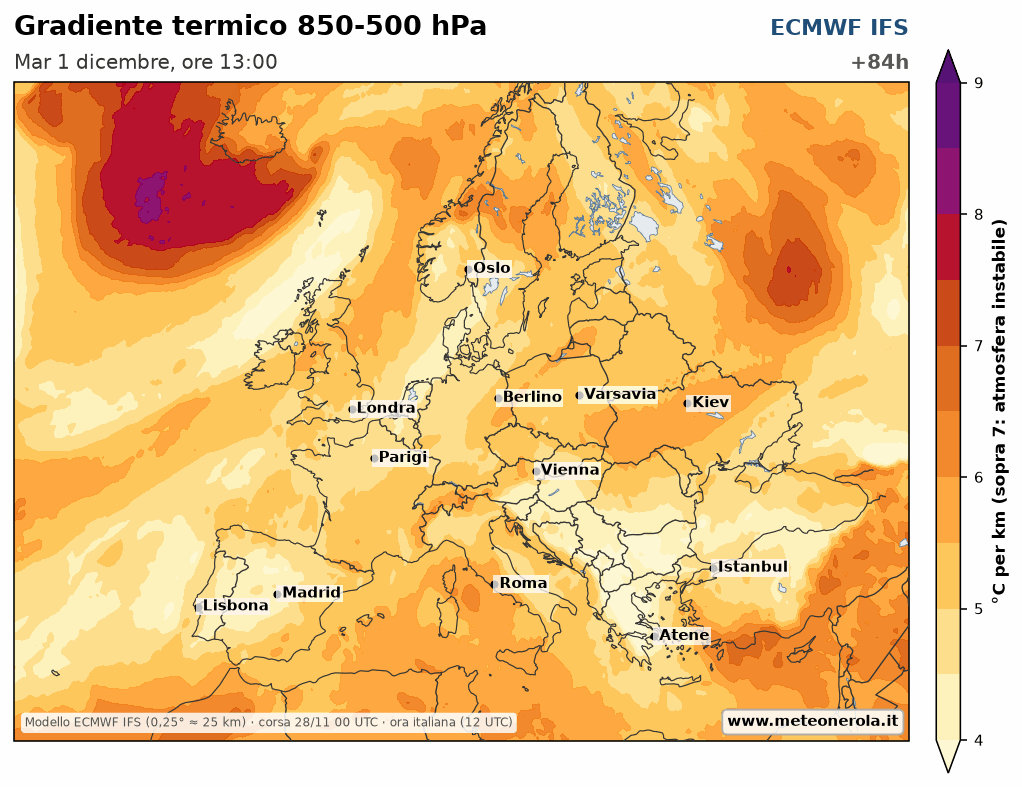 Gradiente termico 850-500 hPa
ECMWF IFS
Mar 1 dicembre, ore 13:00
+84h
Oslo
Londra
Berlino
Varsavia
Kiev
Parigi
Vienna
Istanbul
Roma
Madrid
Lisbona
Atene
Modello ECMWF IFS (0,25° ≈ 25 km) · corsa 28/11 00 UTC · ora italiana (12 UTC)
www.meteonerola.it
9
8
7
6
5
4
°C per km (sopra 7: atmosfera instabile)